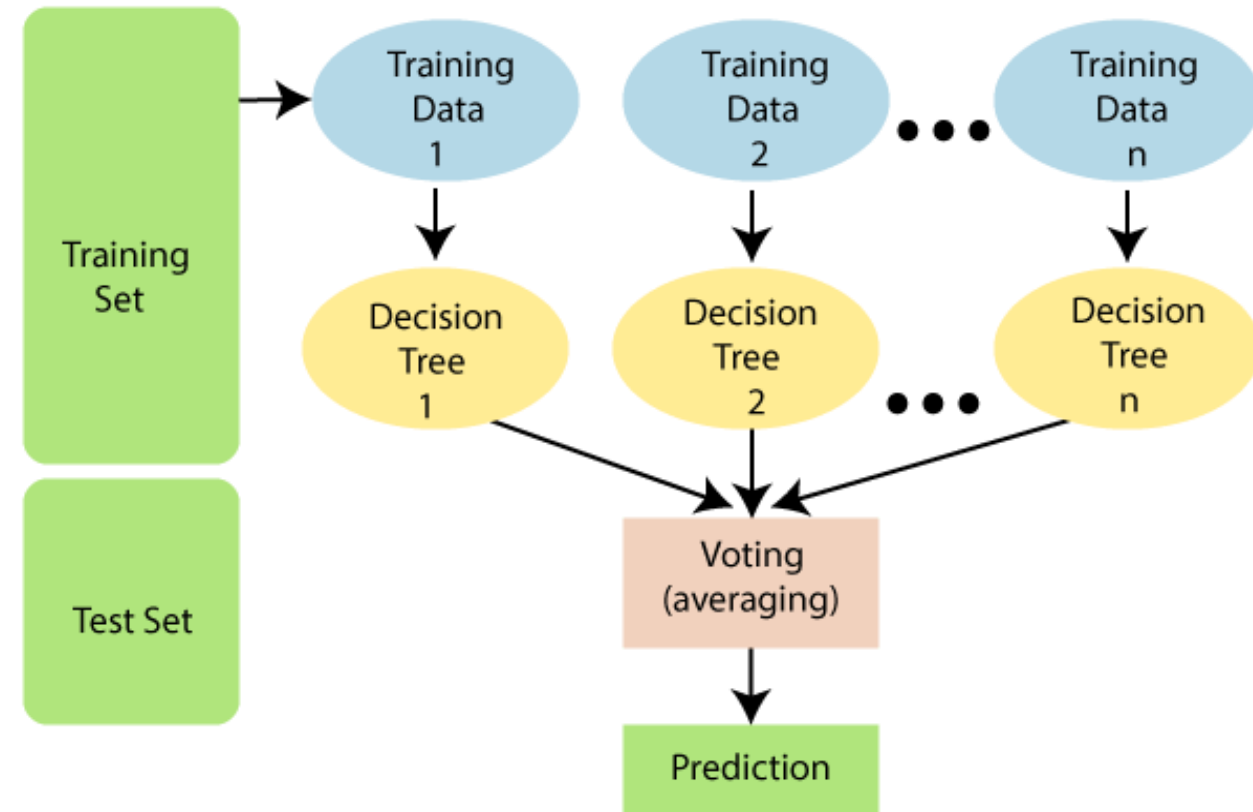 Training
Data
1
Training
Data
2
Training
Data
n
Training
Set
Decision
Tree
1
Decision
Tree
2
Decision
Tree
n
Test Set
Voting
(averaging)
Prediction